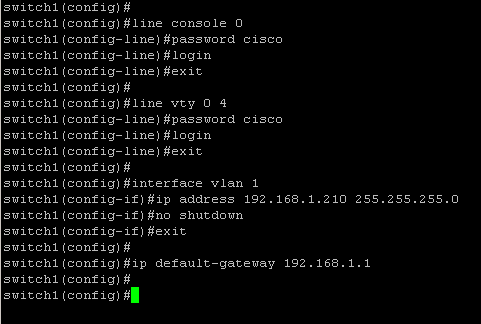 switch1(config)#
switch1(config)#line console 0
switch1(config-line)#password cisco
switch1(config-line)#login
switch1(config-line)#exit
switch1(config)#
switch1(config)#line vty 0 4
switch1(config-line)#password cisco
switch1(config-line)#login
switch1(config-line)#exit
switch1(config)#
switch1(config)#interface vlan 1
switch1(config-if)#ip address 192.168.1.210 255.255.255.0
switch1(config-if)#no shutdown
switch1(config-if)#exit
switch1(config)#
switch1(config)#ip default-gateway 192.168.1.1
switch1(config)#
switch1(config)#